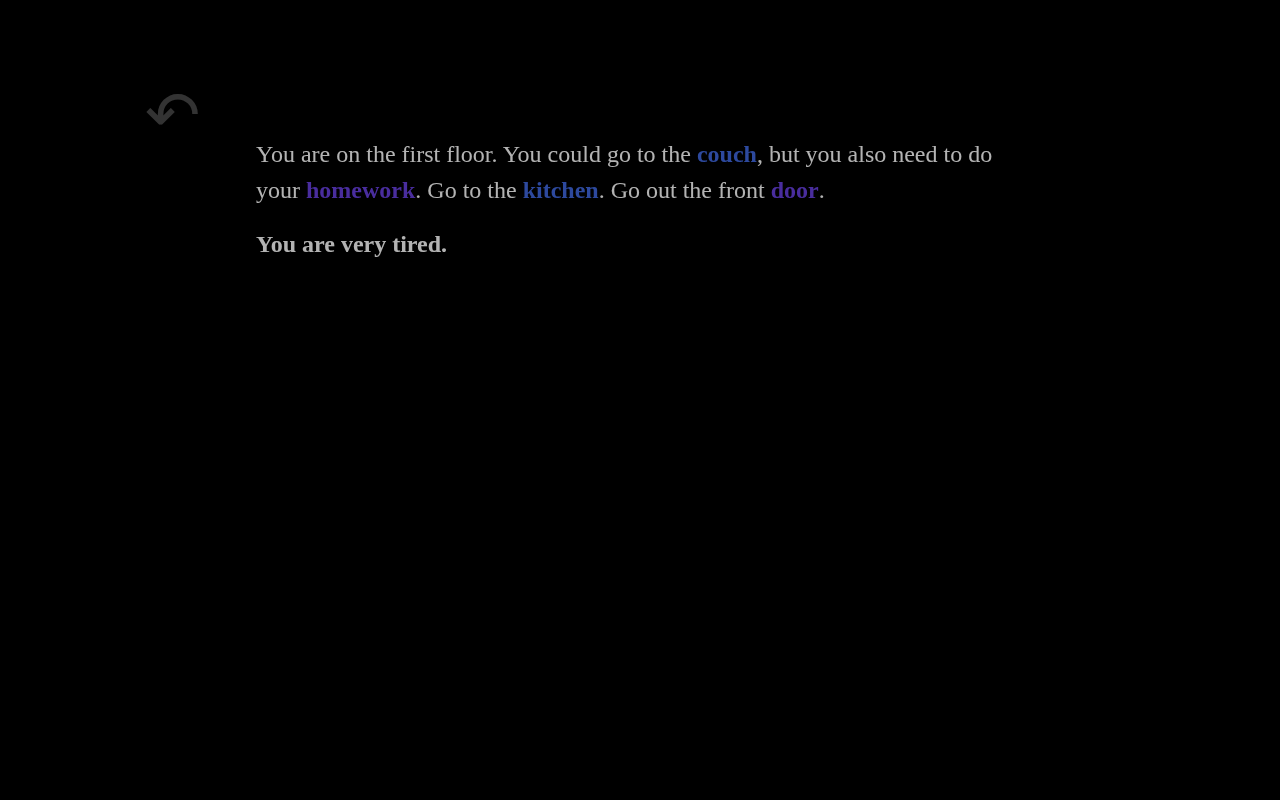 You are on the first floor. You could go to the couch, but you also need to do
your homework. Go to the kitchen. Go out the front door.
You are very tired.